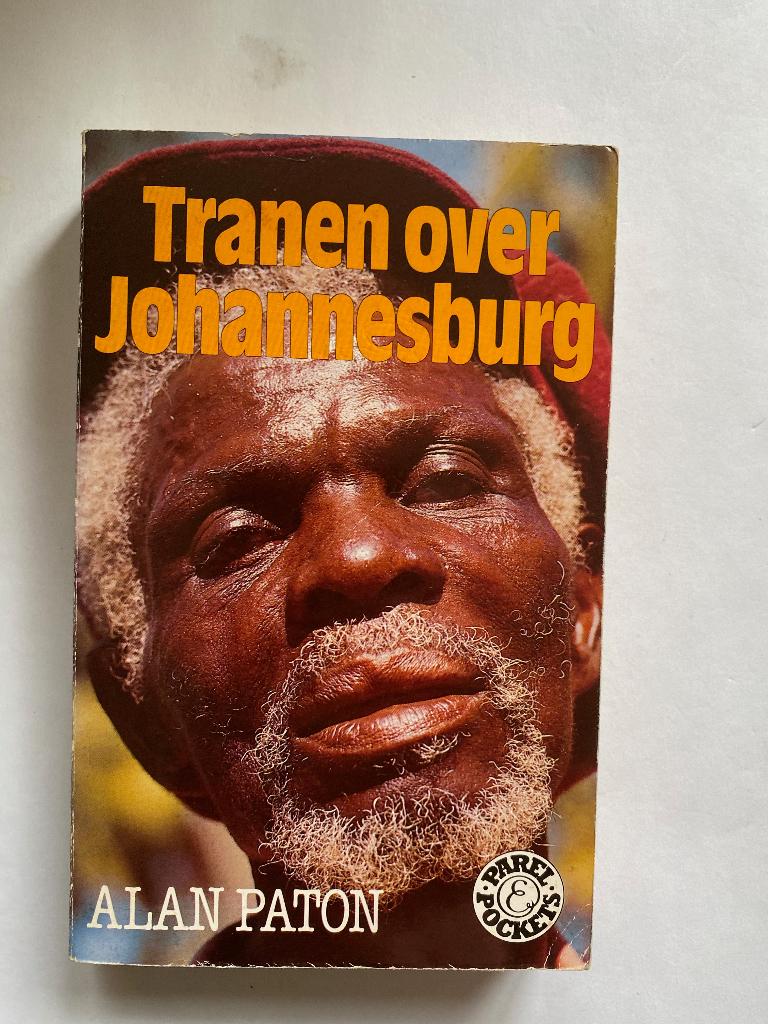 Tranen over
Johannesburg
ALAN PATON
PAREL
E
POCKETS